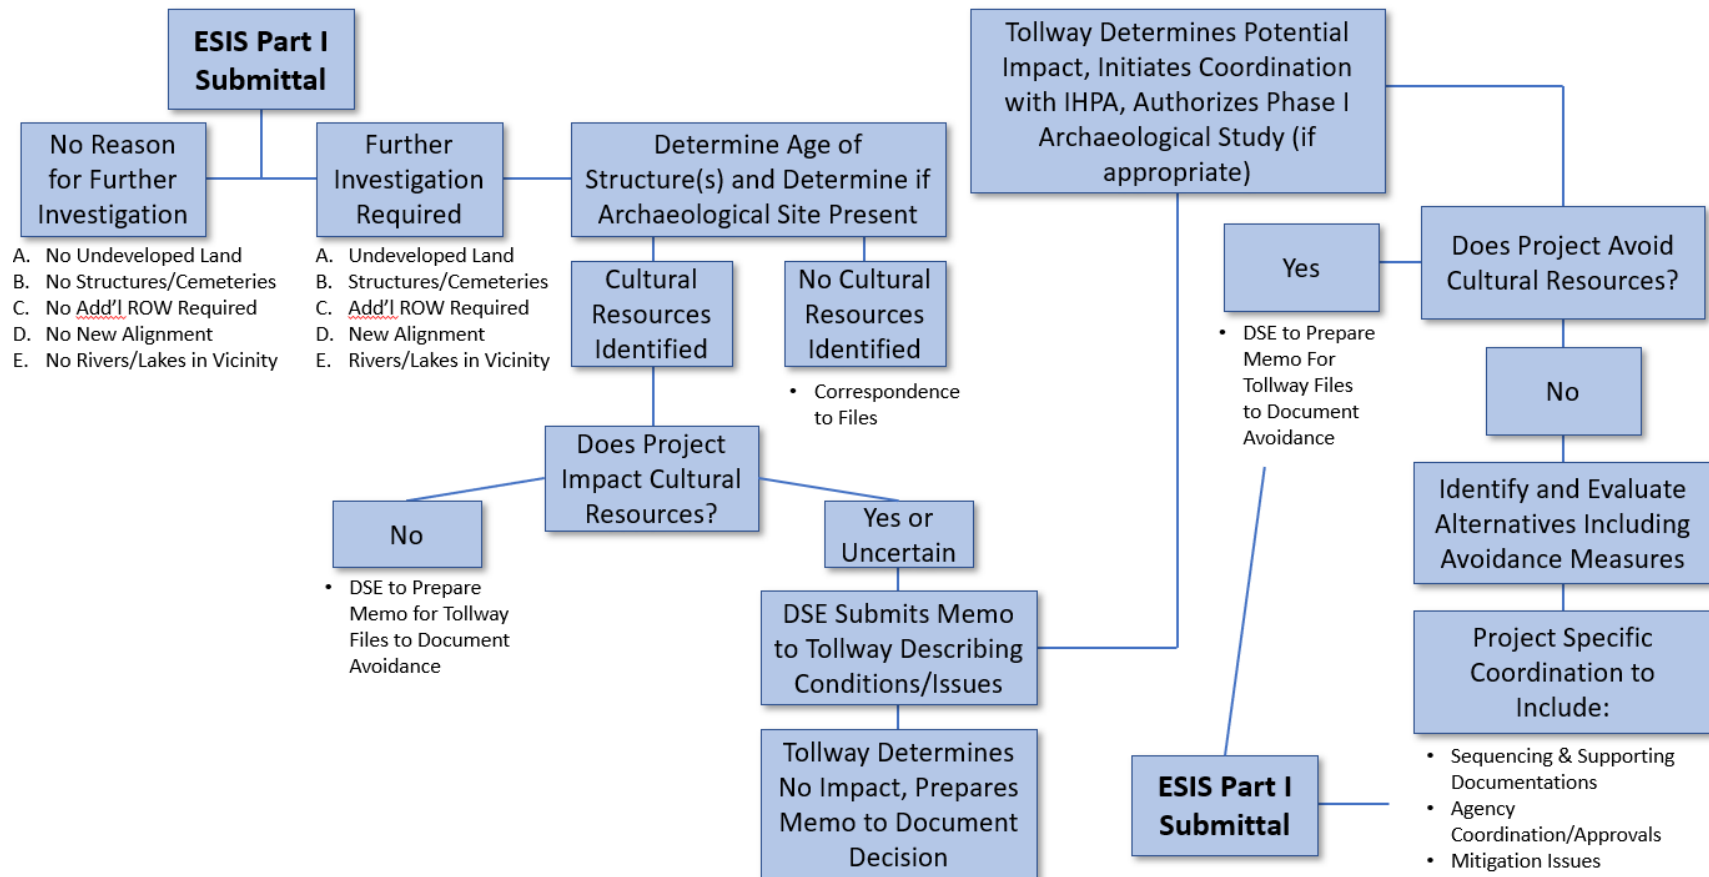 ESIS Part I
Submittal
No Reason
for Further
Investigation
A. No Undeveloped Land
B. No Structures/Cemeteries
C. No Add'l ROW Required
D. No New Alignment
E. No Rivers/Lakes in Vicinity
Further
Investigation
Required
A. Undeveloped Land
B. Structures/Cemeteries
C. Add'l ROW Required
D. New Alignment
E. Rivers/Lakes in Vicinity
Determine Age of
Structure(s) and Determine if
Archaeological Site Present
Cultural
Resources
Identified
No Cultural
Resources
Identified
• Correspondence
to Files
Does Project
Impact Cultural
Resources?
No
• DSE to Prepare
Memo for Tollway
Files to Document
Avoidance
Yes or
Uncertain
DSE Submits Memo
to Tollway Describing
Conditions/Issues
Tollway Determines
No Impact, Prepares
Memo to Document
Decision
Tollway Determines Potential
Impact, Initiates Coordination
with IHPA, Authorizes Phase I
Archaeological Study (if
appropriate)
Does Project Avoid
Cultural Resources?
Yes
• DSE to Prepare
Memo For
Tollway Files
to Document
Avoidance
No
Identify and Evaluate
Alternatives Including
Avoidance Measures
Project Specific
Coordination to
Include:
• Sequencing & Supporting
Documentations
• Agency
Coordination/Approvals
• Mitigation Issues
ESIS Part I
Submittal